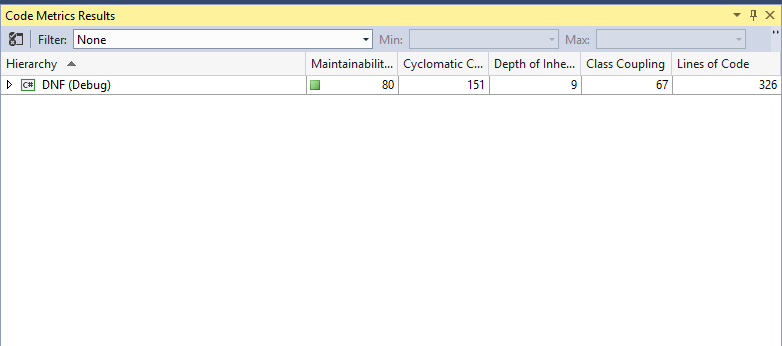 Code Metrics Results
Filter: None Min: Max:
Hierarchy Maintainabilit... Cyclomatic C... Depth of Inhe... Class Coupling Lines of Code
C# DNF (Debug) 80 151 9 67 326